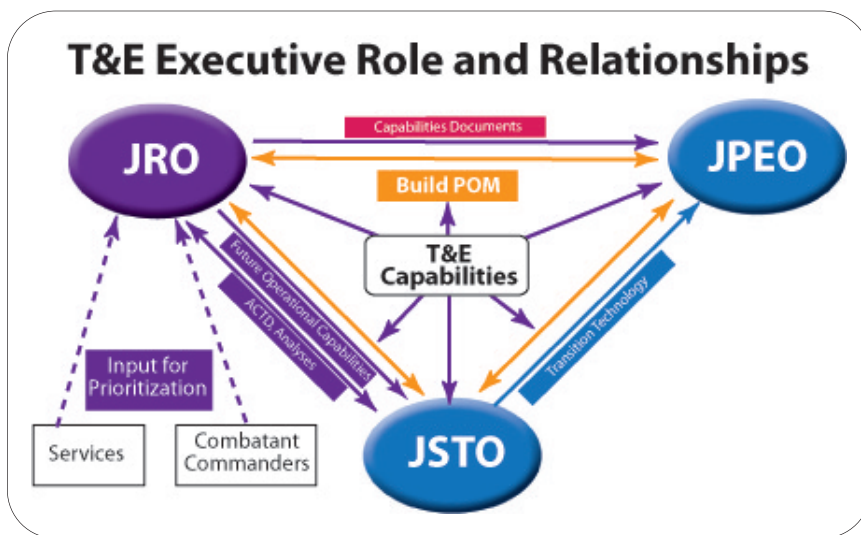 T&E Executive Role and Relationships
JRO
Capabilities Documents
JPEO
Build POM
T&E
Capabilities
Future Operational Capabilities
ACTD, Analyses
Transition Technology
Input for
Prioritization
Services
Combatant
Commanders
JSTO